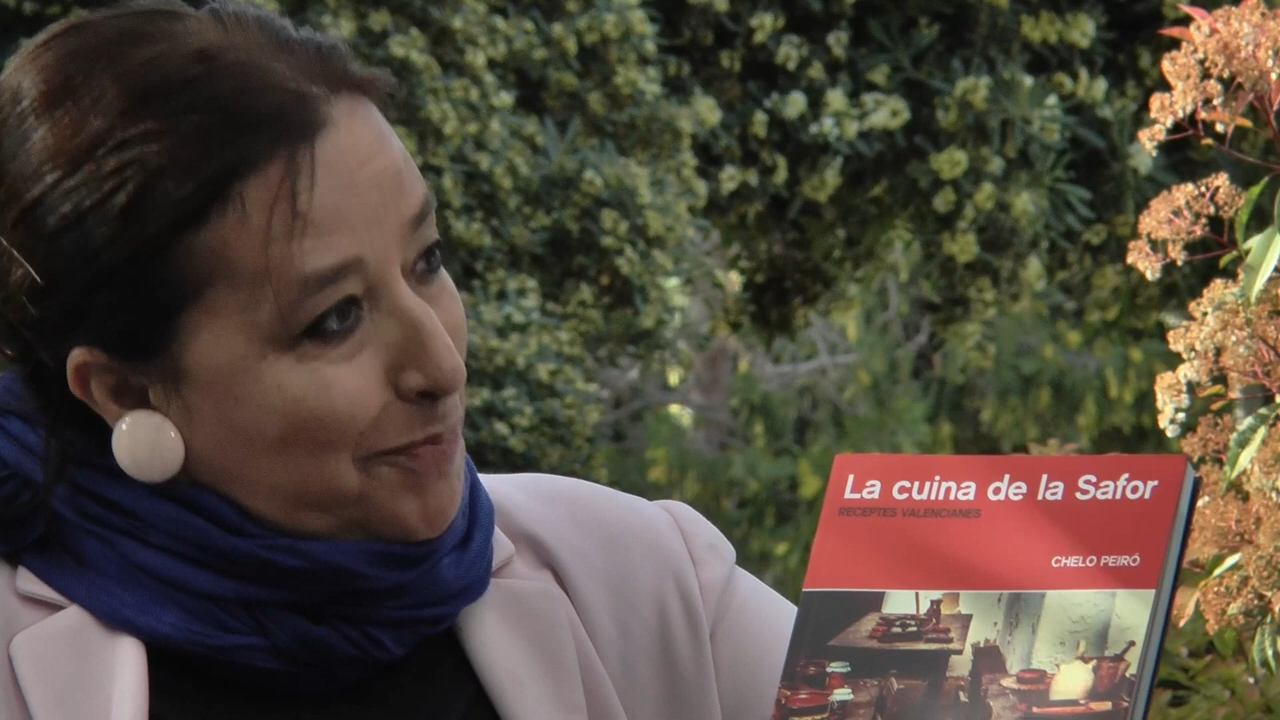 La cuina de la Safor
RECEPTES VALENCIANES
CHELO PEIRÓ